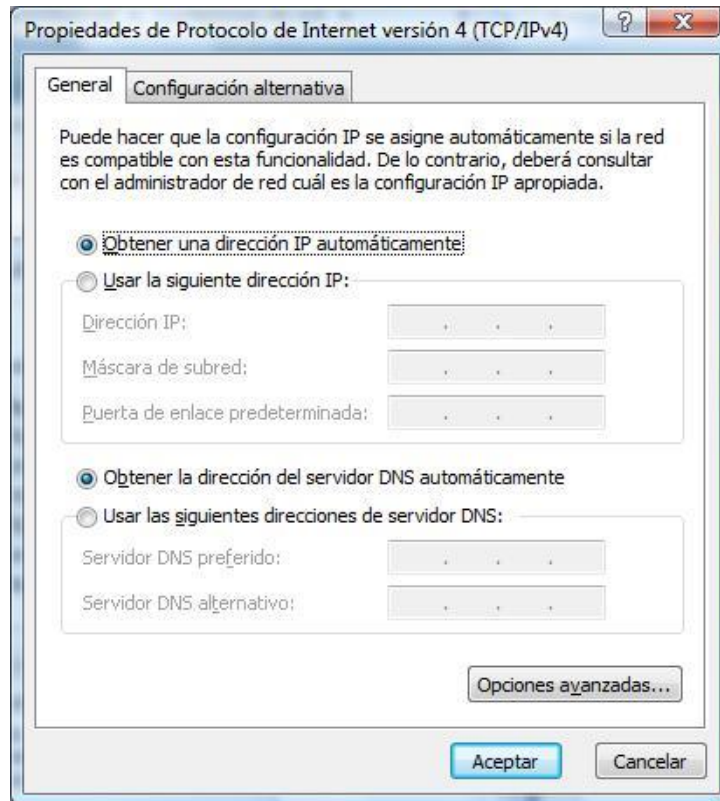 Propiedades de Protocolo de Internet versión 4 (TCP/IPv4)
General
Configuración alternativa
Puede hacer que la configuración IP se asigne automáticamente si la red
es compatible con esta funcionalidad. De lo contrario, deberá consultar
con el administrador de red cuál es la configuración IP apropiada.
Obtener una dirección IP automáticamente
Usar la siguiente dirección IP:
Dirección IP:
Máscara de subred:
Puerta de enlace predeterminada:
Obtener la dirección del servidor DNS automáticamente
Usar las siguientes direcciones de servidor DNS:
Servidor DNS preferido:
Servidor DNS alternativo:
Opciones avanzadas...
Aceptar
Cancelar